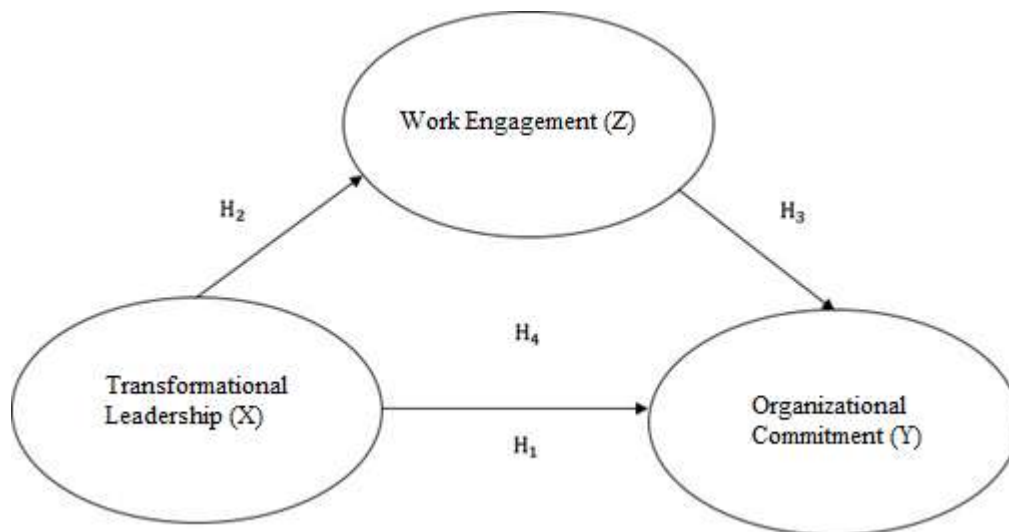 Work Engagement (Z)
H₂
H₃
H₄
Transformational
Leadership (X)
Organizational
Commitment (Y)
H₁